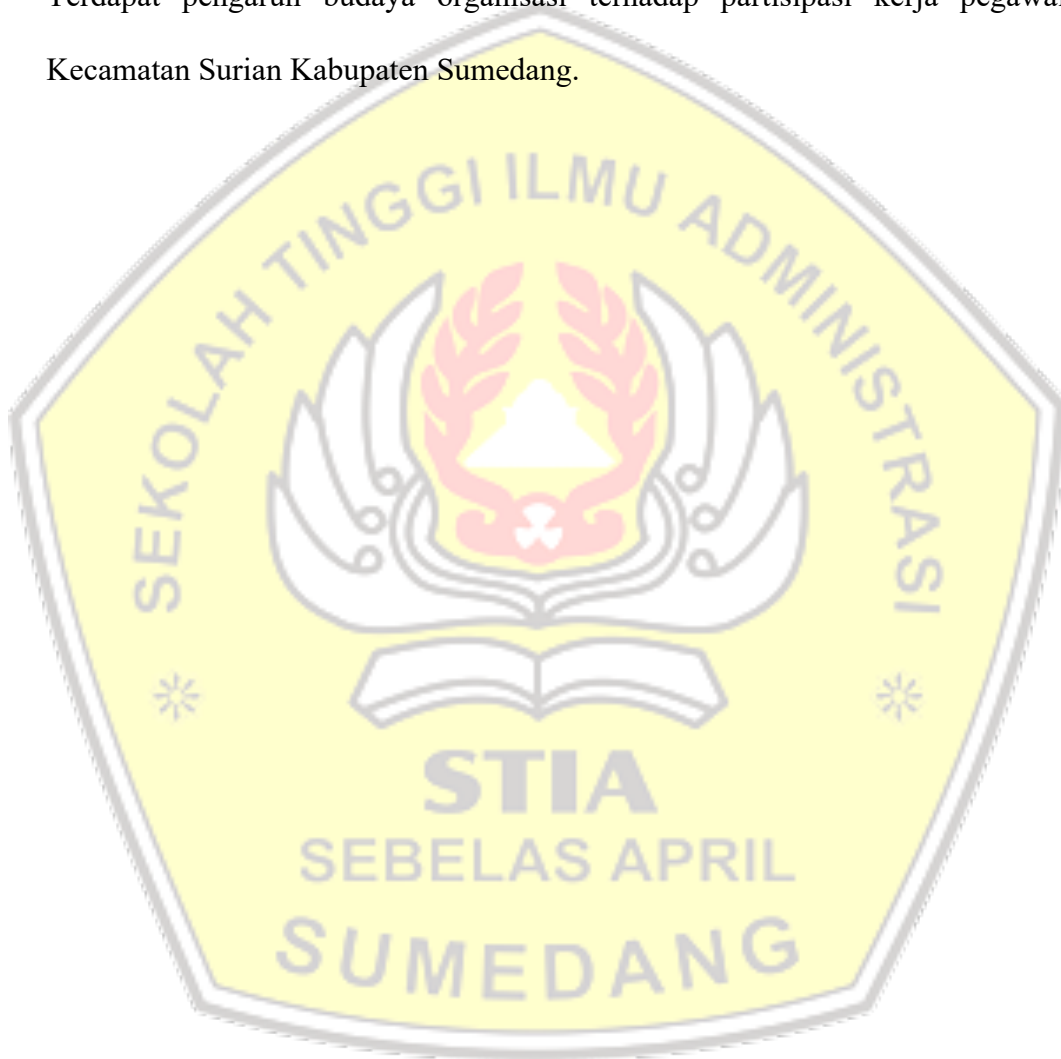 Terdapat pengaruh budaya organisasi terhadap partisipasi kerja pegawai
Kecamatan Surian Kabupaten Sumedang.
SEKOLAH TINGGI ILMU ADMINISTRASI
STIA
SEBELAS APRIL
SUMEDANG